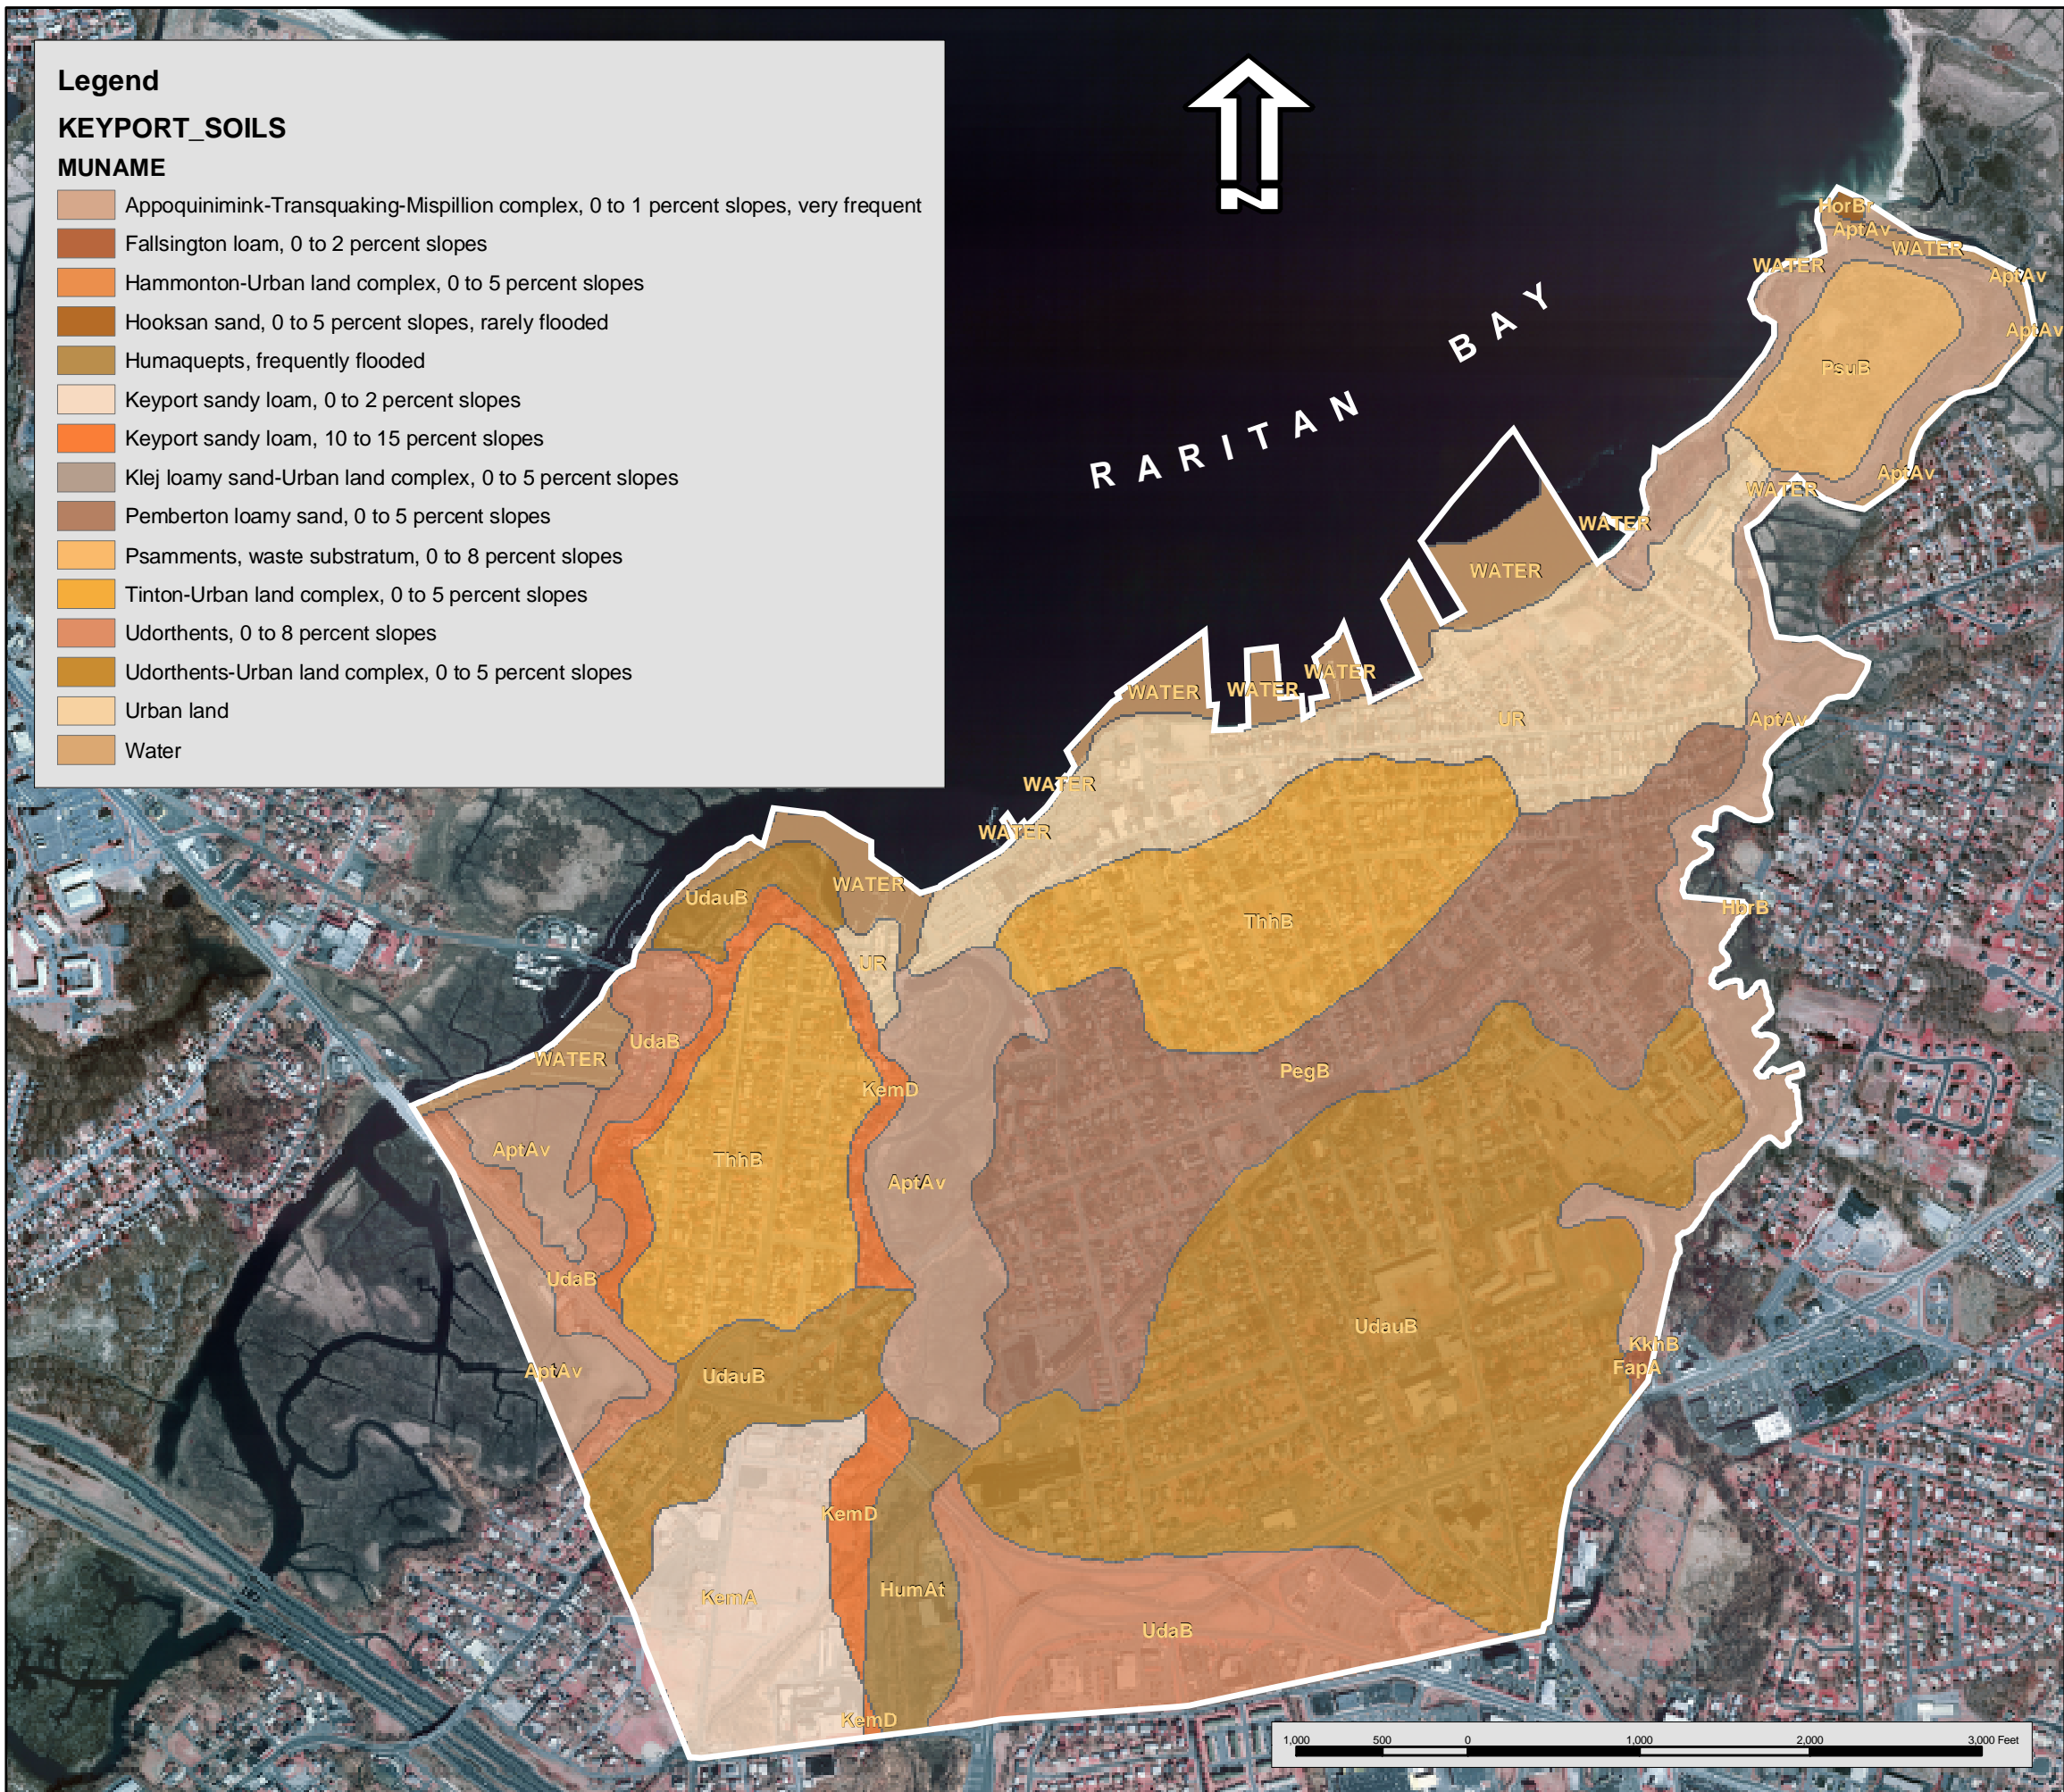 Legend
KEYPORT_SOILS
MUNAME
Appoquinimink-Transquaking-Mispillion complex, 0 to 1 percent slopes, very frequent
Fallsington loam, 0 to 2 percent slopes
Hammonton-Urban land complex, 0 to 5 percent slopes
Hooksan sand, 0 to 5 percent slopes, rarely flooded
Humaquepts, frequently flooded
Keyport sandy loam, 0 to 2 percent slopes
Keyport sandy loam, 10 to 15 percent slopes
Klej loamy sand-Urban land complex, 0 to 5 percent slopes
Pemberton loamy sand, 0 to 5 percent slopes
Psamments, waste substratum, 0 to 8 percent slopes
Tinton-Urban land complex, 0 to 5 percent slopes
Udorthents, 0 to 8 percent slopes
Udorthents-Urban land complex, 0 to 5 percent slopes
Urban land
Water
N
RARITAN BAY
HorBr
AptAv
WATER
WATER
AptAv
AptAv
PsuB
AptAv
WATER
WATER
WATER
WATER
WATER
WATER
UR
AptAv
WATER
WATER
WATER
UdauB
HbrB
ThhB
UR
UdaB
WATER
PegB
KemD
AptAv
ThhB
AptAv
UdaB
UdauB
KkhB
FapA
AptAv
UdauB
KemD
HumAt
KemA
UdaB
KemD
1,000 500 0 1,000 2,000 3,000 Feet